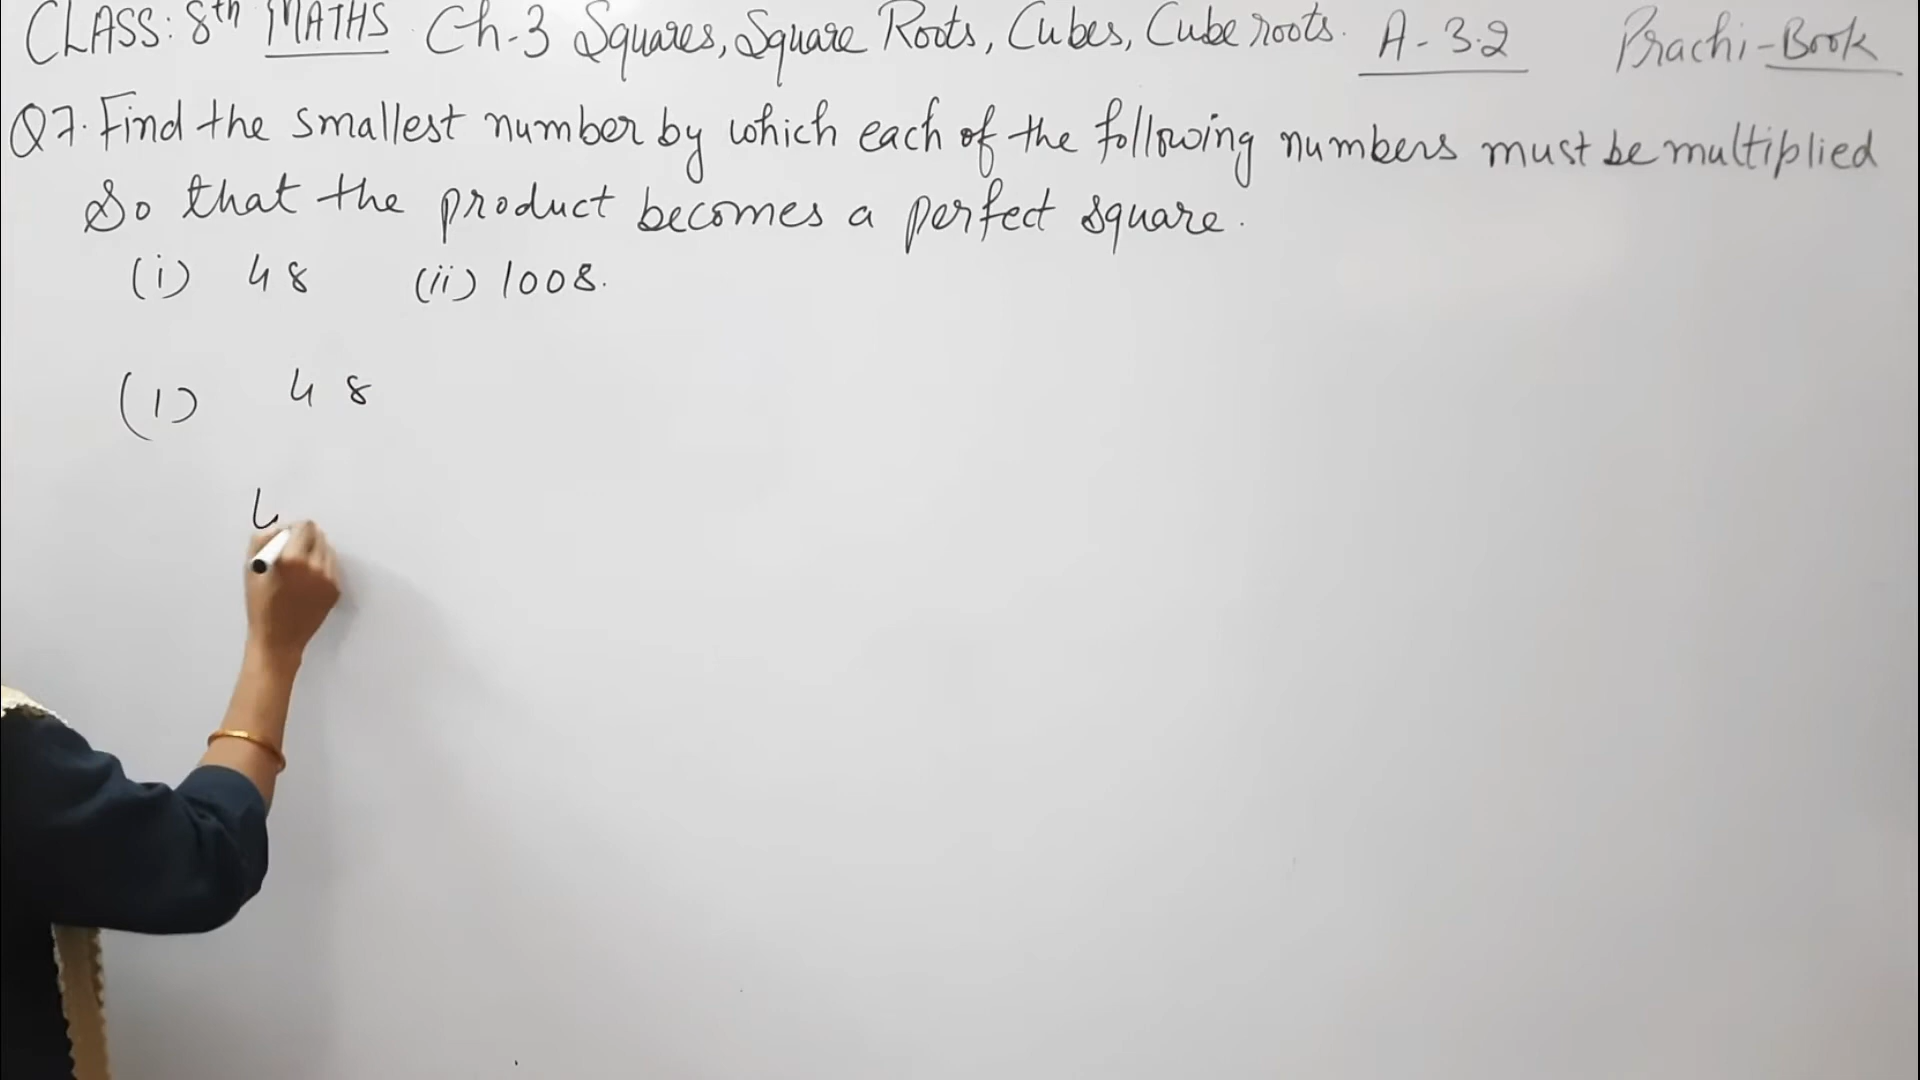 CLASS: 8th MATHS Ch-3 Squares, Square Roots, Cubes, Cube roots. A-3.2 Prachi-Book
Q7. Find the smallest number by which each of the following numbers must be multiplied
So that the product becomes a perfect square.
(i) 48 (ii) 1008.
(1) 48